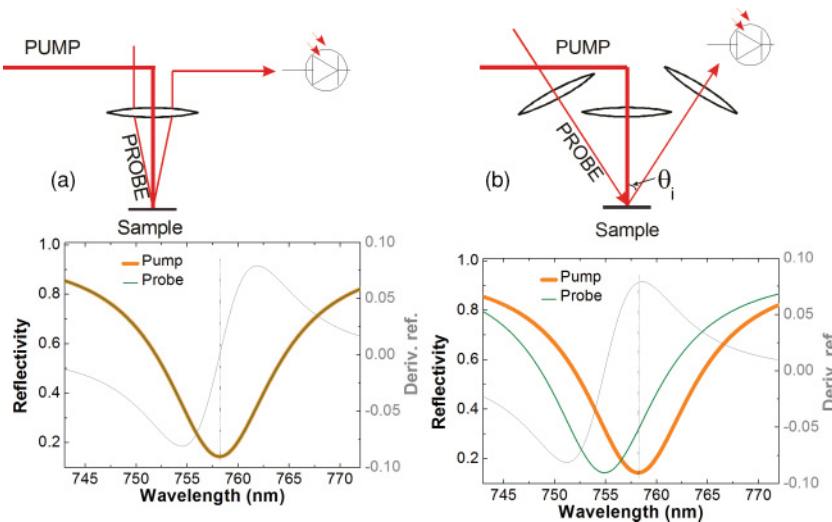 PUMP
PROBE
(a)
Sample
1.0
0.8
0.6
0.4
0.2
Reflectivity
Pump
Probe
0.10
0.05
0.00
-0.05
-0.10
Deriv. ref.
745 750 755 760 765 770
Wavelength (nm)
PUMP
PROBE
(b)
θi
Sample
1.0
0.8
0.6
0.4
0.2
Reflectivity
Pump
Probe
0.10
0.05
0.00
-0.05
-0.10
Deriv. ref.
745 750 755 760 765 770
Wavelength (nm)